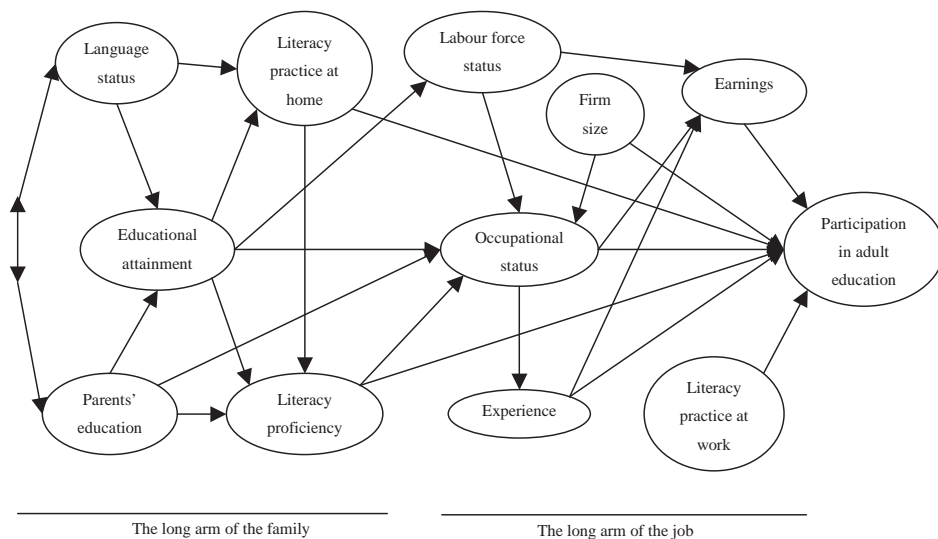 Language
status
Literacy
practice at
home
Labour force
status
Firm
size
Earnings
Educational
attainment
Occupational
status
Participation
in adult
education
Parents’
education
Literacy
proficiency
Experience
Literacy
practice at
work
The long arm of the family
The long arm of the job